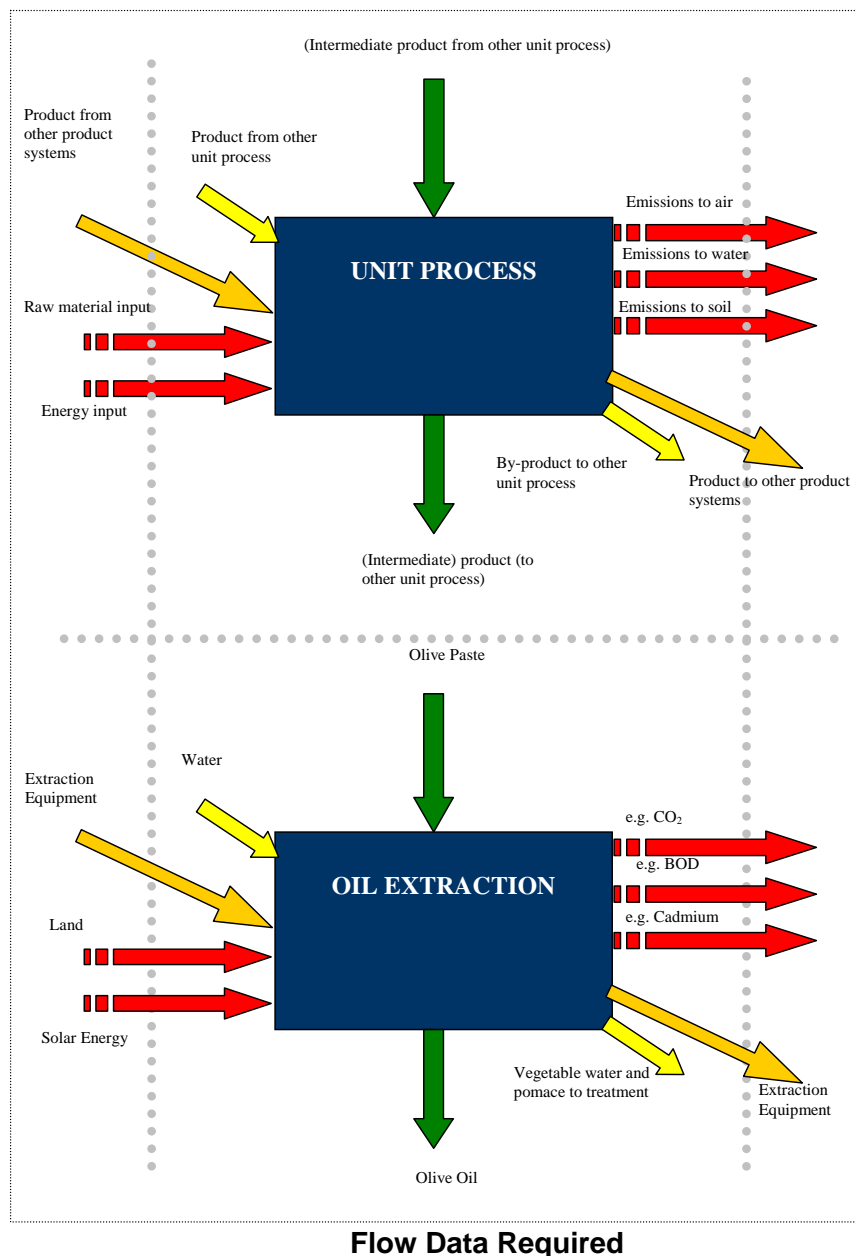 (Intermediate product from other unit process)
Product from
other product
systems
Product from other
unit process
Emissions to air
UNIT PROCESS
Emissions to water
Raw material input
Emissions to soil
Energy input
By-product to other
unit process
Product to other product
systems
(Intermediate) product (to
other unit process)
Olive Paste
Water
Extraction
Equipment
e.g. CO₂
e.g. BOD
OIL EXTRACTION
Land
e.g. Cadmium
Solar Energy
Vegetable water and
pomace to treatment
Extraction
Equipment
Olive Oil
Flow Data Required